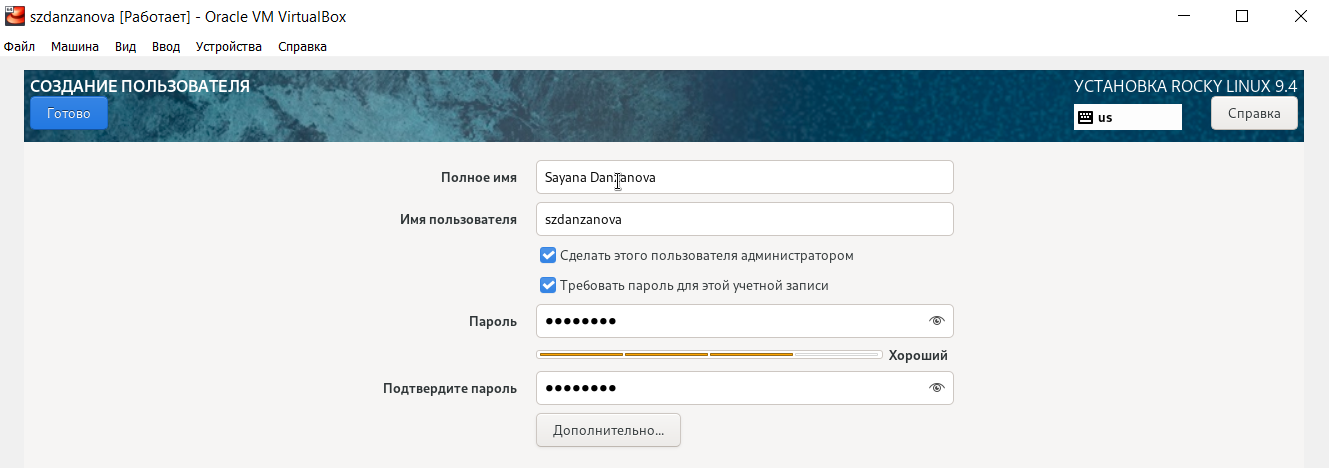 szdanzanova [Работает] - Oracle VM VirtualBox
Файл Машина Вид Ввод Устройства Справка
СОЗДАНИЕ ПОЛЬЗОВАТЕЛЯ
УСТАНОВКА ROCKY LINUX 9.4
Готово
us
Справка
Полное имя Sayana Danzanova
Имя пользователя szdanzanova
Сделать этого пользователя администратором
Требовать пароль для этой учетной записи
Пароль ●●●●●●●●
Хороший
Подтвердите пароль ●●●●●●●●
Дополнительно...